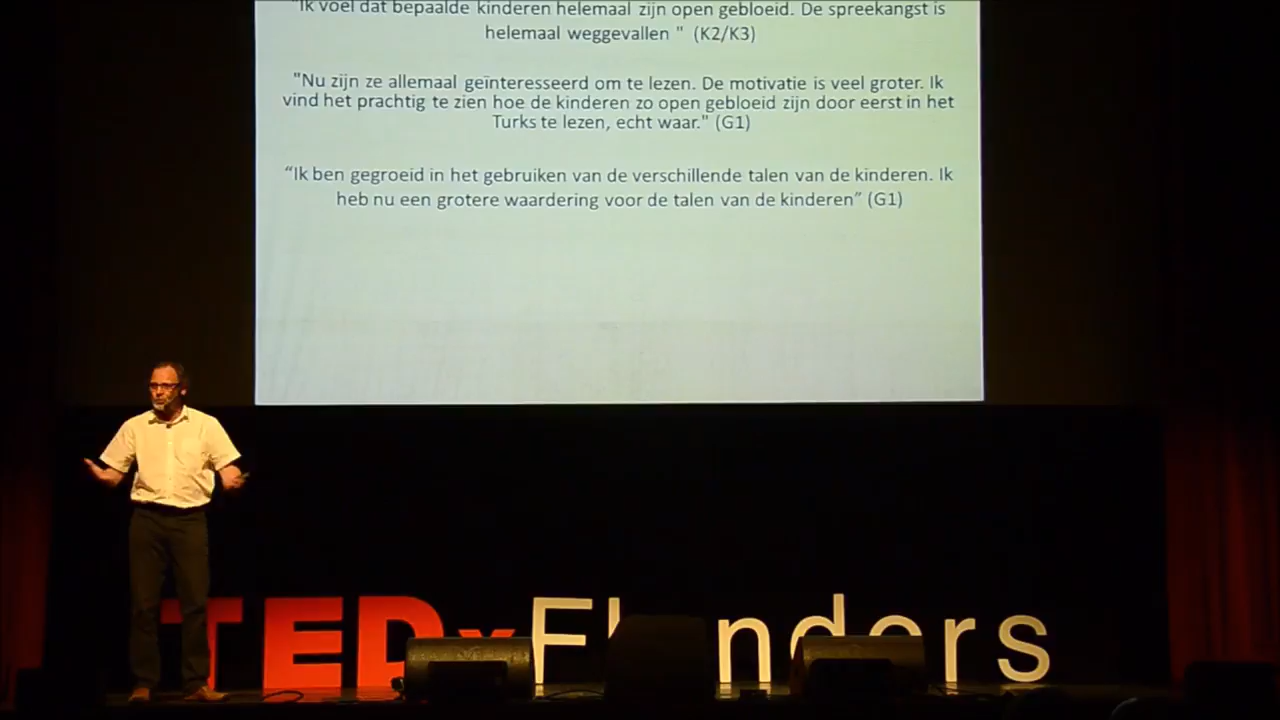 "Ik voel dat bepaalde kinderen helemaal zijn open gebloeid. De spreekangst is
helemaal weggevallen " (K2/K3)
"Nu zijn ze allemaal geïnteresseerd om te lezen. De motivatie is veel groter. Ik
vind het prachtig te zien hoe de kinderen zo open gebloeid zijn door eerst in het
Turks te lezen, echt waar." (G1)
“Ik ben gegroeid in het gebruiken van de verschillende talen van de kinderen. Ik
heb nu een grotere waardering voor de talen van de kinderen” (G1)
TEDxFlanders